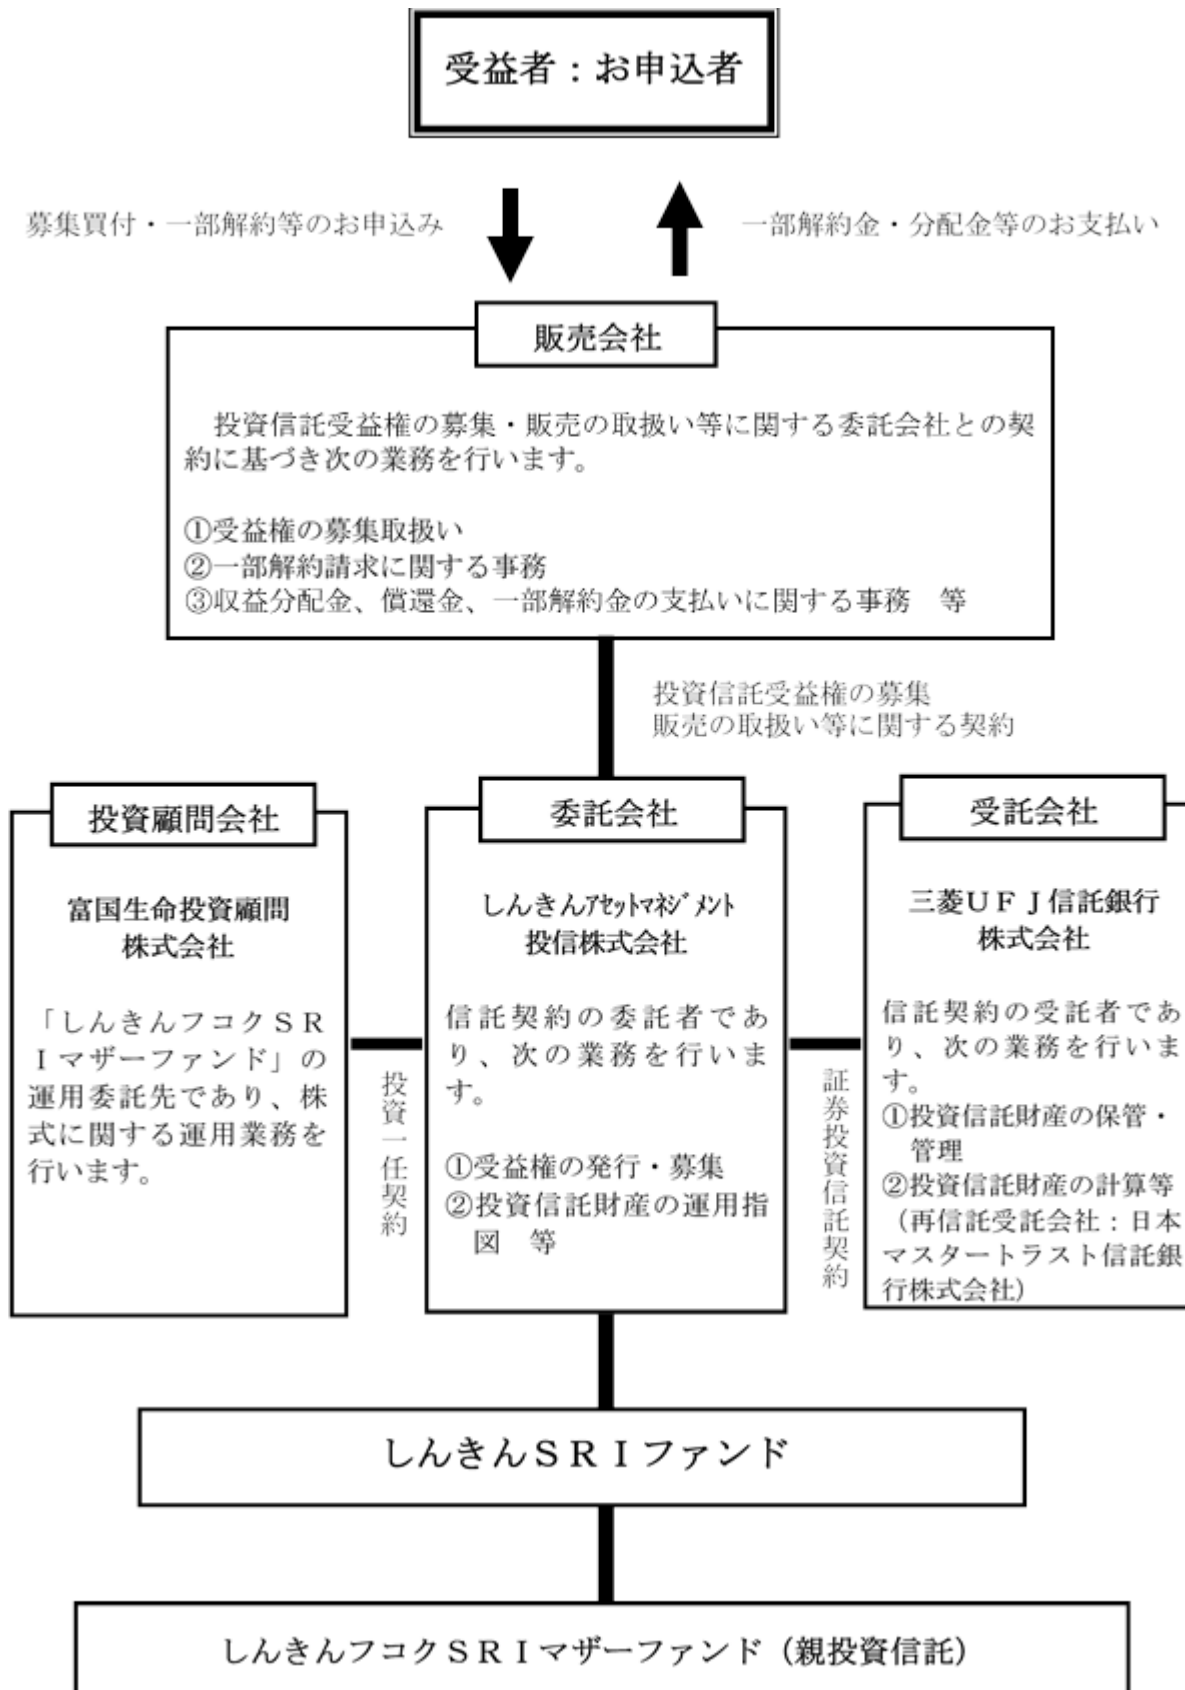 受益者：お申込者
募集買付・一部解約等のお申込み
一部解約金・分配金等のお支払い
販売会社
投資信託受益権の募集・販売の取扱い等に関する委託会社との契
約に基づき次の業務を行います。
①受益権の募集取扱い
②一部解約請求に関する事務
③収益分配金、償還金、一部解約金の支払いに関する事務　等
投資信託受益権の募集
販売の取扱い等に関する契約
投資顧問会社
富国生命投資顧問
株式会社
「しんきんフコクＳＲ
Ｉマザーファンド」の
運用委託先であり、株
式に関する運用業務を
行います。
投資一任契約
委託会社
しんきんｱｾｯﾄﾏﾈｼﾞﾒﾝﾄ
投信株式会社
信託契約の委託者であ
り、次の業務を行いま
す。
①受益権の発行・募集
②投資信託財産の運用指
図　等
証券投資信託契約
受託会社
三菱ＵＦＪ信託銀行
株式会社
信託契約の受託者であ
り、次の業務を行いま
す。
①投資信託財産の保管・
管理
②投資信託財産の計算等
（再信託受託会社：日本
マスタートラスト信託銀
行株式会社）
しんきんＳＲＩファンド
しんきんフコクＳＲＩマザーファンド（親投資信託）